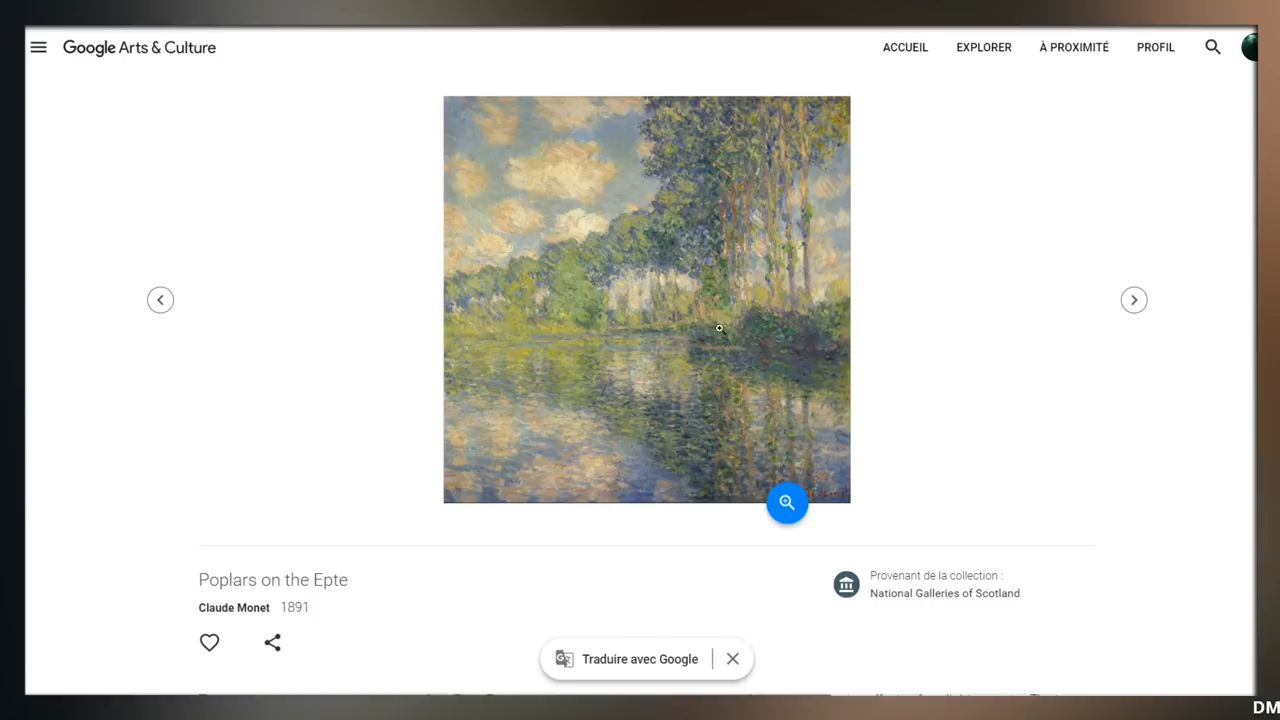 Google Arts & Culture
ACCUEIL EXPLORER À PROXIMITÉ PROFIL
Poplars on the Epte
Claude Monet 1891
Provenant de la collection :
National Galleries of Scotland
Traduire avec Google
DM